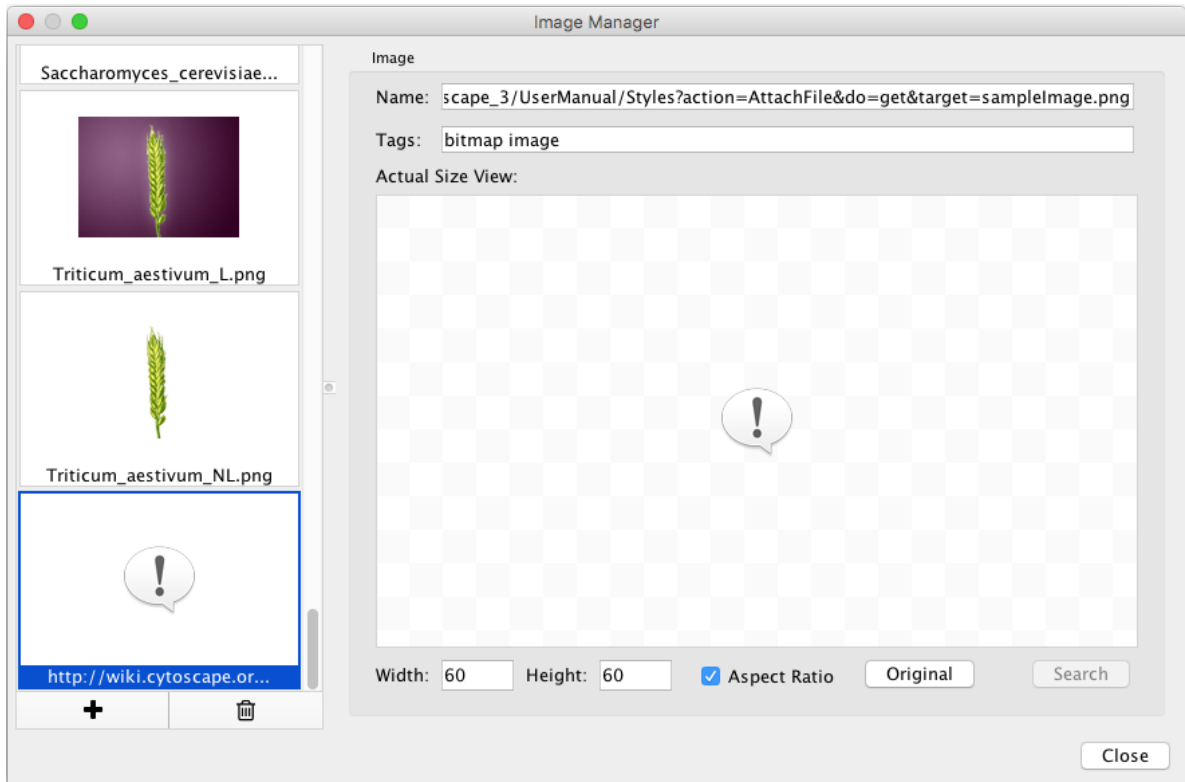 Image Manager
Saccharomyces_cerevisiae...
Triticum_aestivum_L.png
Triticum_aestivum_NL.png
http://wiki.cytoscape.or...
Image
Name: scape_3/UserManual/Styles?action=AttachFile&do=get&target=sampleImage.png
Tags: bitmap image
Actual Size View:
Width: 60 Height: 60 Aspect Ratio Original Search
Close